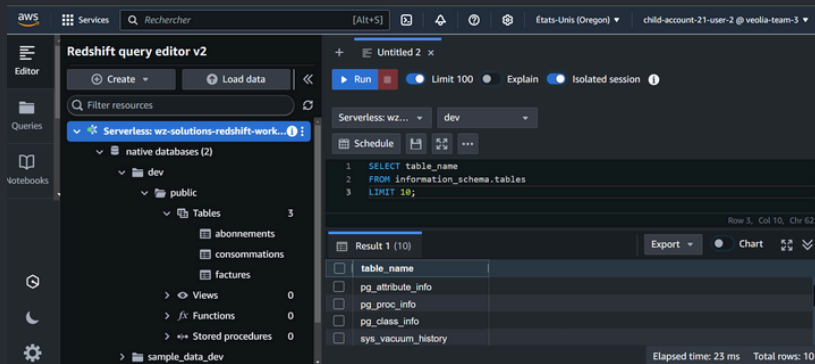 aws
Services
Rechercher
[Alt+S]
États-Unis (Oregon)
child-account-21-user-2 @ veolia-team-3
Editor
Queries
Notebooks
Redshift query editor v2
Create
Load data
Filter resources
Serverless: wz-solutions-redshift-work...
native databases (2)
dev
public
Tables 3
abonnements
consommations
factures
Views 0
fx Functions 0
Stored procedures 0
sample_data_dev
Untitled 2
Run
Limit 100
Explain
Isolated session
Serverless: wz...
dev
Schedule
1 SELECT table_name
2 FROM information_schema.tables
3 LIMIT 10;
Row 3, Col 10, Chr 62
Result 1 (10)
Export
Chart
table_name
pg_attribute_info
pg_proc_info
pg_class_info
sys_vacuum_history
Elapsed time: 23 ms Total rows: 10